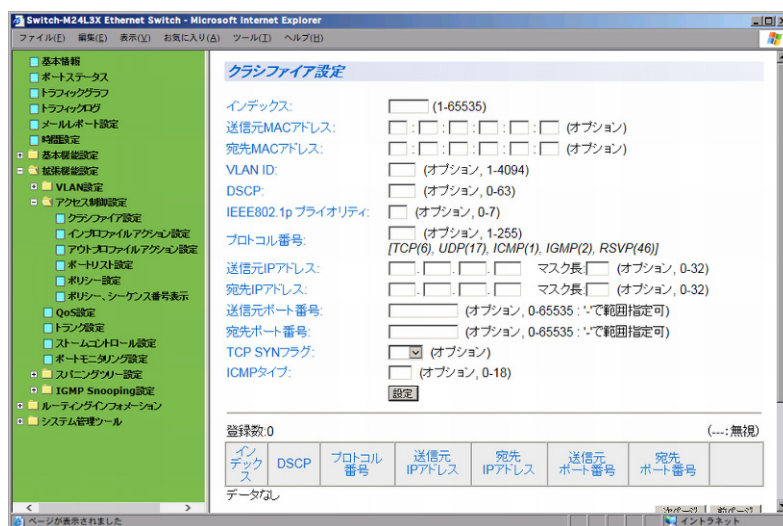 Switch-M24L3X Ethernet Switch - Microsoft Internet Explorer
ファイル(F) 編集(E) 表示(V) お気に入り(A) ツール(T) ヘルプ(H)
基本情報
ポートステータス
トラフィックグラフ
トラフィックログ
メールレポート設定
時間設定
基本機能設定
拡張機能設定
VLAN設定
アクセス制御設定
クラシファイア設定
インプロファイルアクション設定
アウトプロファイルアクション設定
ポートリスト設定
ポリシー設定
ポリシー、シーケンス番号表示
QoS設定
トランク設定
ストームコントロール設定
ポートモニタリング設定
スパニングツリー設定
IGMP Snooping設定
ルーティングインフォメーション
システム管理ツール
クラシファイア設定
インデックス: (1-65535)
送信元MACアドレス: : : : : : (オプション)
宛先MACアドレス: : : : : : (オプション)
VLAN ID: (オプション, 1-4094)
DSCP: (オプション, 0-63)
IEEE802.1p プライオリティ: (オプション, 0-7)
プロトコル番号: (オプション, 1-255)
[TCP(6), UDP(17), ICMP(1), IGMP(2), RSVP(46)]
送信元IPアドレス: . . . マスク長: (オプション, 0-32)
宛先IPアドレス: . . . マスク長: (オプション, 0-32)
送信元ポート番号: (オプション, 0-65535 : '-'で範囲指定可)
宛先ポート番号: (オプション, 0-65535 : '-'で範囲指定可)
TCP SYNフラグ: (オプション)
ICMPタイプ: (オプション, 0-18)
設定
登録数:0 (---:無視)
インデックス DSCP プロトコル番号 送信元IPアドレス 宛先IPアドレス 送信元ポート番号 宛先ポート番号
データなし
次ページ 前ページ
ページが表示されました イントラネット